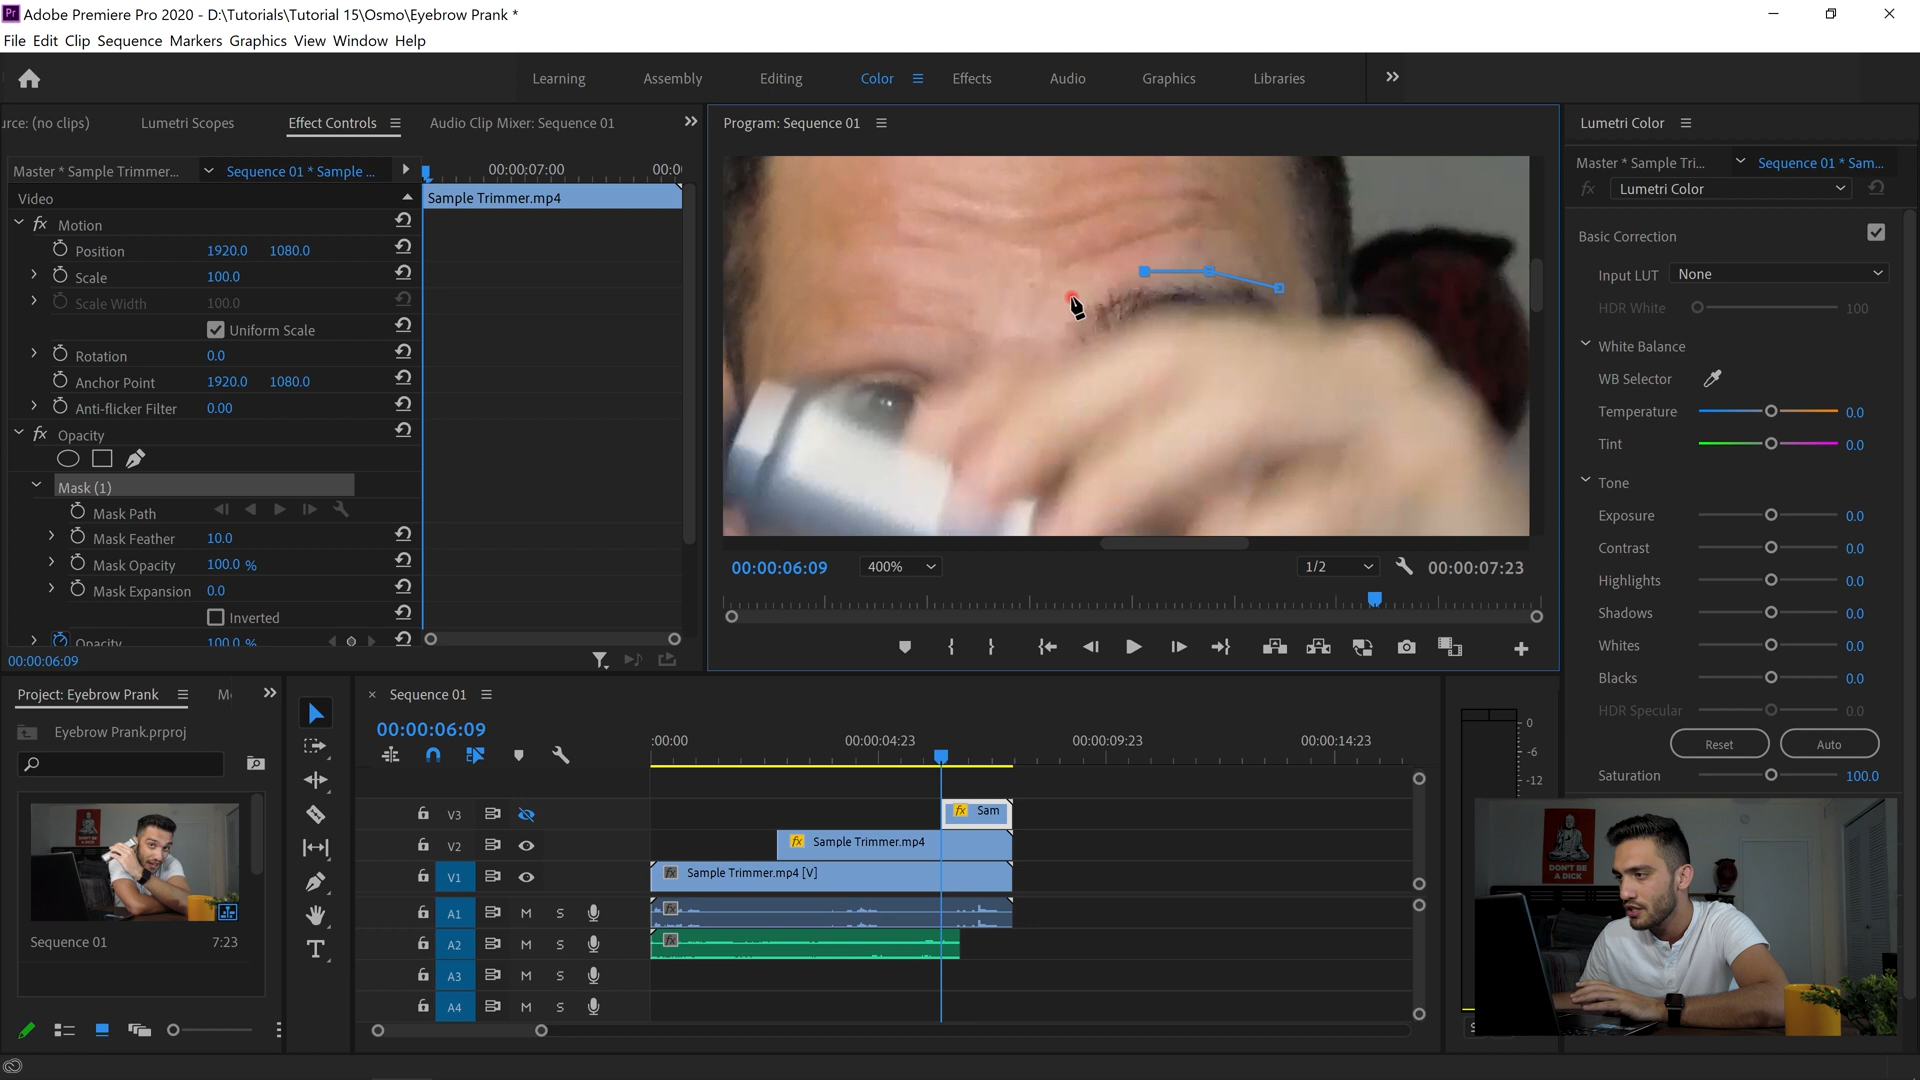 Pr Adobe Premiere Pro 2020 - D:\Tutorials\Tutorial 15\Osmo\Eyebrow Prank *
File Edit Clip Sequence Markers Graphics View Window Help
Learning Assembly Editing Color Effects Audio Graphics Libraries
urce: (no clips) Lumetri Scopes Effect Controls Audio Clip Mixer: Sequence 01
Master * Sample Trimmer... Sequence 01 * Sample ... 00:00:07:00 00:0
Video Sample Trimmer.mp4
fx Motion
Position 1920.0 1080.0
Scale 100.0
Scale Width 100.0
Uniform Scale
Rotation 0.0
Anchor Point 1920.0 1080.0
Anti-flicker Filter 0.00
fx Opacity
Mask (1)
Mask Path
Mask Feather 10.0
Mask Opacity 100.0 %
Mask Expansion 0.0
Inverted
Opacity 100.0 %
00:00:06:09
Program: Sequence 01
00:00:06:09 400% 1/2 00:00:07:23
Lumetri Color
Master * Sample Tri... Sequence 01 * Sam...
fx Lumetri Color
Basic Correction
Input LUT None
HDR White 100
White Balance
WB Selector
Temperature 0.0
Tint 0.0
Tone
Exposure 0.0
Contrast 0.0
Highlights 0.0
Shadows 0.0
Whites 0.0
Blacks 0.0
HDR Specular 0.0
Reset Auto
Saturation 100.0
Project: Eyebrow Prank
Eyebrow Prank.prproj
Sequence 01 7:23
× Sequence 01
00:00:06:09
:00:00 00:00:04:23 00:00:09:23 00:00:14:23
V3 fx Sam
V2 fx Sample Trimmer.mp4
V1 fx Sample Trimmer.mp4 [V]
A1 M S fx
A2 M S fx
A3 M S
A4 M S
0
-6
-12
S
DON'T
BE A DICK